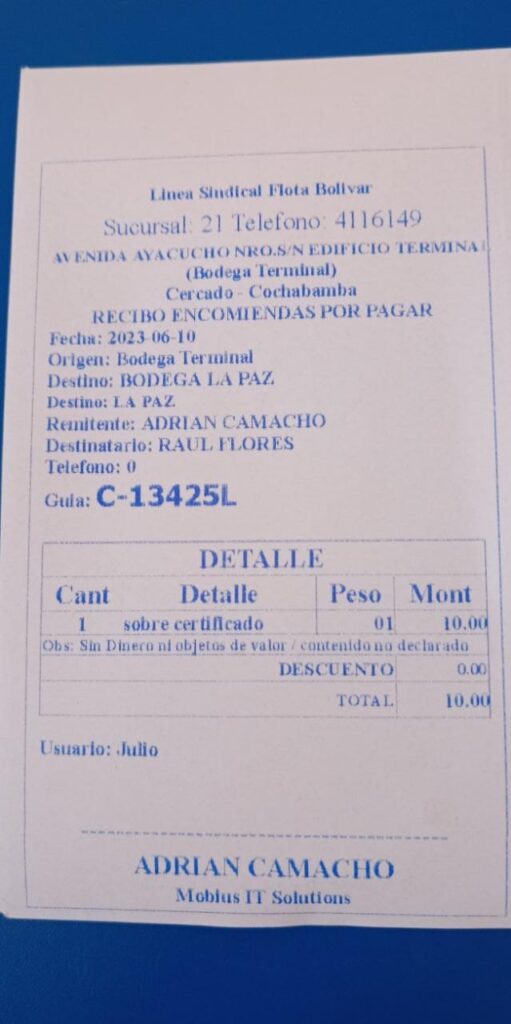 Linea Sindical Flota Bolivar
Sucursal: 21 Telefono: 4116149
AVENIDA AYACUCHO NRO.S/N EDIFICIO TERMINAL
(Bodega Terminal)
Cercado - Cochabamba
RECIBO ENCOMIENDAS POR PAGAR
Fecha: 2023-06-10
Origen: Bodega Terminal
Destino: BODEGA LA PAZ
Destino: LA PAZ
Remitente: ADRIAN CAMACHO
Destinatario: RAUL FLORES
Telefono: 0
Guia: C-13425L
DETALLE
Cant Detalle Peso Mont
1 sobre certificado 01 10.00
Obs: Sin Dinero ni objetos de valor / contenido no declarado
DESCUENTO 0.00
TOTAL 10.00
Usuario: Julio
ADRIAN CAMACHO
Mobius IT Solutions